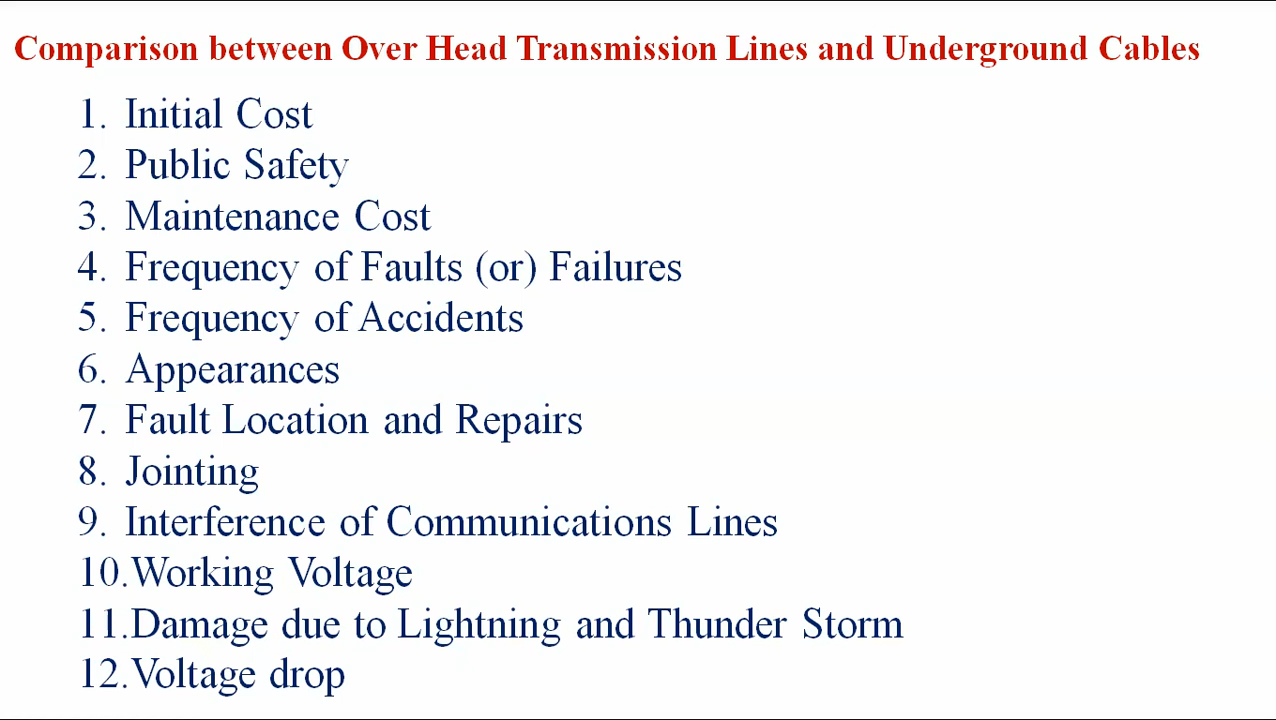 Comparison between Over Head Transmission Lines and Underground Cables
1. Initial Cost
2. Public Safety
3. Maintenance Cost
4. Frequency of Faults (or) Failures
5. Frequency of Accidents
6. Appearances
7. Fault Location and Repairs
8. Jointing
9. Interference of Communications Lines
10.Working Voltage
11.Damage due to Lightning and Thunder Storm
12.Voltage drop